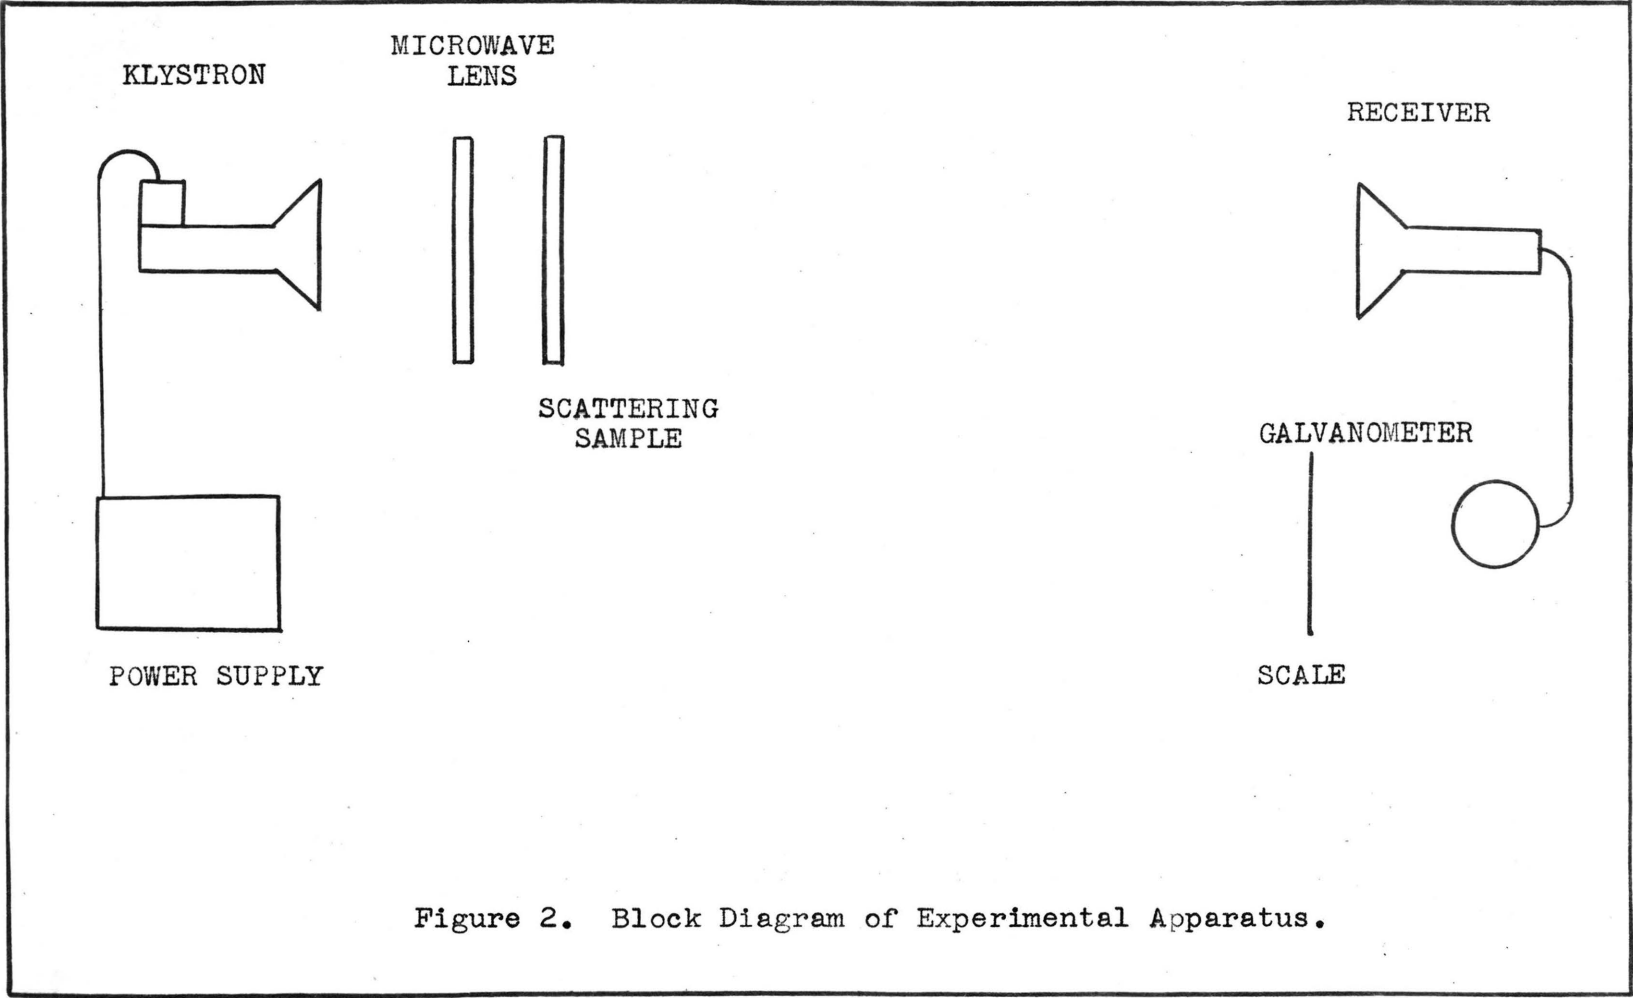 KLYSTRON
MICROWAVE
LENS
RECEIVER
SCATTERING
SAMPLE
GALVANOMETER
POWER SUPPLY
SCALE
Figure 2. Block Diagram of Experimental Apparatus.